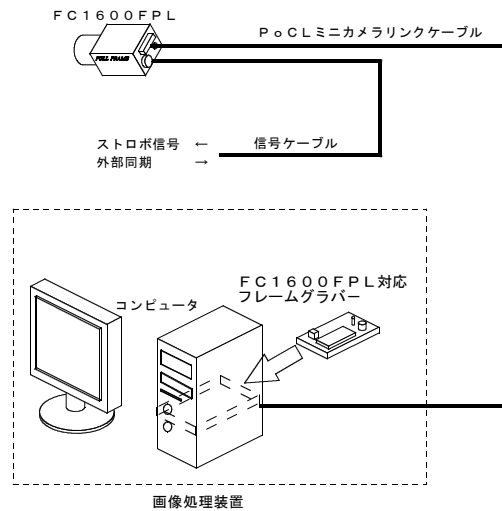 ＦＣ１６００ＦＰＬ
ＰｏＣＬミニカメラリンクケーブル
FULL FRAME
ストロボ信号　←
外部同期　　　→
信号ケーブル
ＦＣ１６００ＦＰＬ対応
フレームグラバー
コンピュータ
画像処理装置